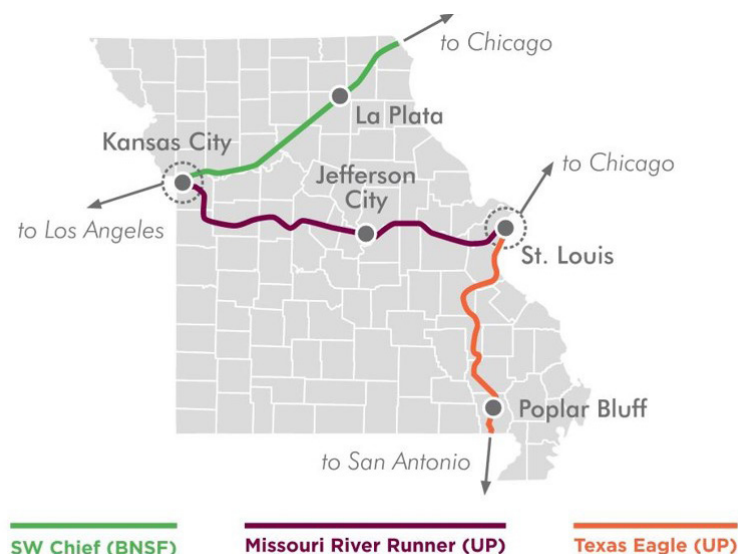 to Chicago
La Plata
Kansas City
Jefferson
City
to Chicago
to Los Angeles
St. Louis
Poplar Bluff
to San Antonio
SW Chief (BNSF)
Missouri River Runner (UP)
Texas Eagle (UP)